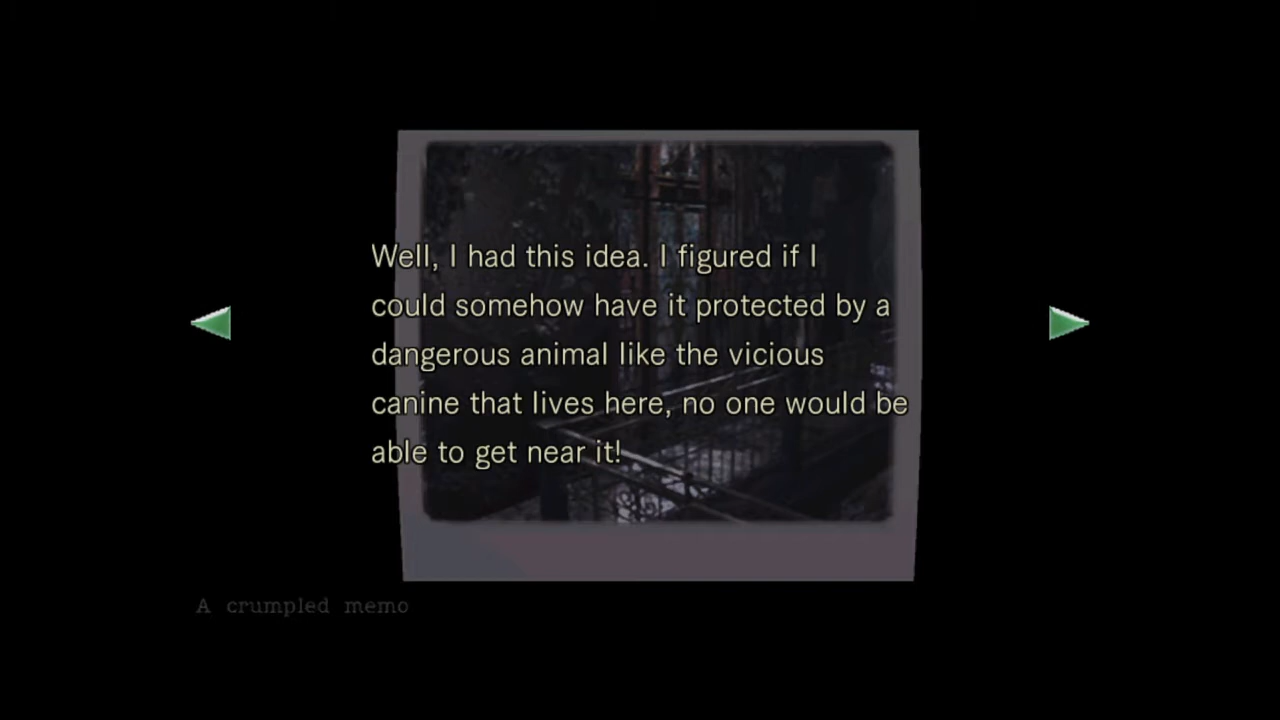 Well, I had this idea. I figured if I
could somehow have it protected by a
dangerous animal like the vicious
canine that lives here, no one would be
able to get near it!
A crumpled memo